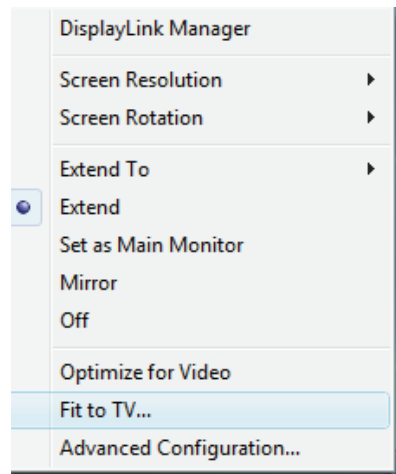 DisplayLink Manager
Screen Resolution
Screen Rotation
Extend To
Extend
Set as Main Monitor
Mirror
Off
Optimize for Video
Fit to TV...
Advanced Configuration...